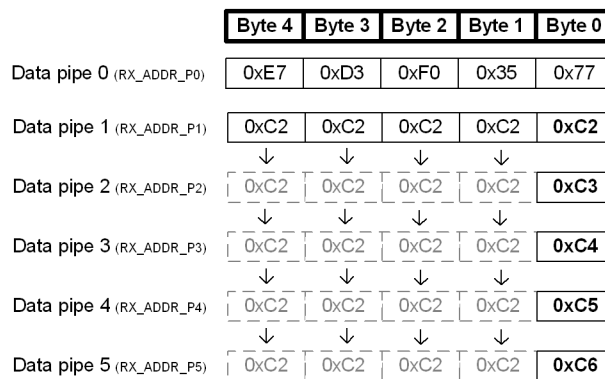 Byte 4 Byte 3 Byte 2 Byte 1 Byte 0
Data pipe 0 (RX_ADDR_P0) 0xE7 0xD3 0xF0 0x35 0x77
Data pipe 1 (RX_ADDR_P1) 0xC2 0xC2 0xC2 0xC2 0xC2
Data pipe 2 (RX_ADDR_P2) 0xC2 0xC2 0xC2 0xC2 0xC3
Data pipe 3 (RX_ADDR_P3) 0xC2 0xC2 0xC2 0xC2 0xC4
Data pipe 4 (RX_ADDR_P4) 0xC2 0xC2 0xC2 0xC2 0xC5
Data pipe 5 (RX_ADDR_P5) 0xC2 0xC2 0xC2 0xC2 0xC6